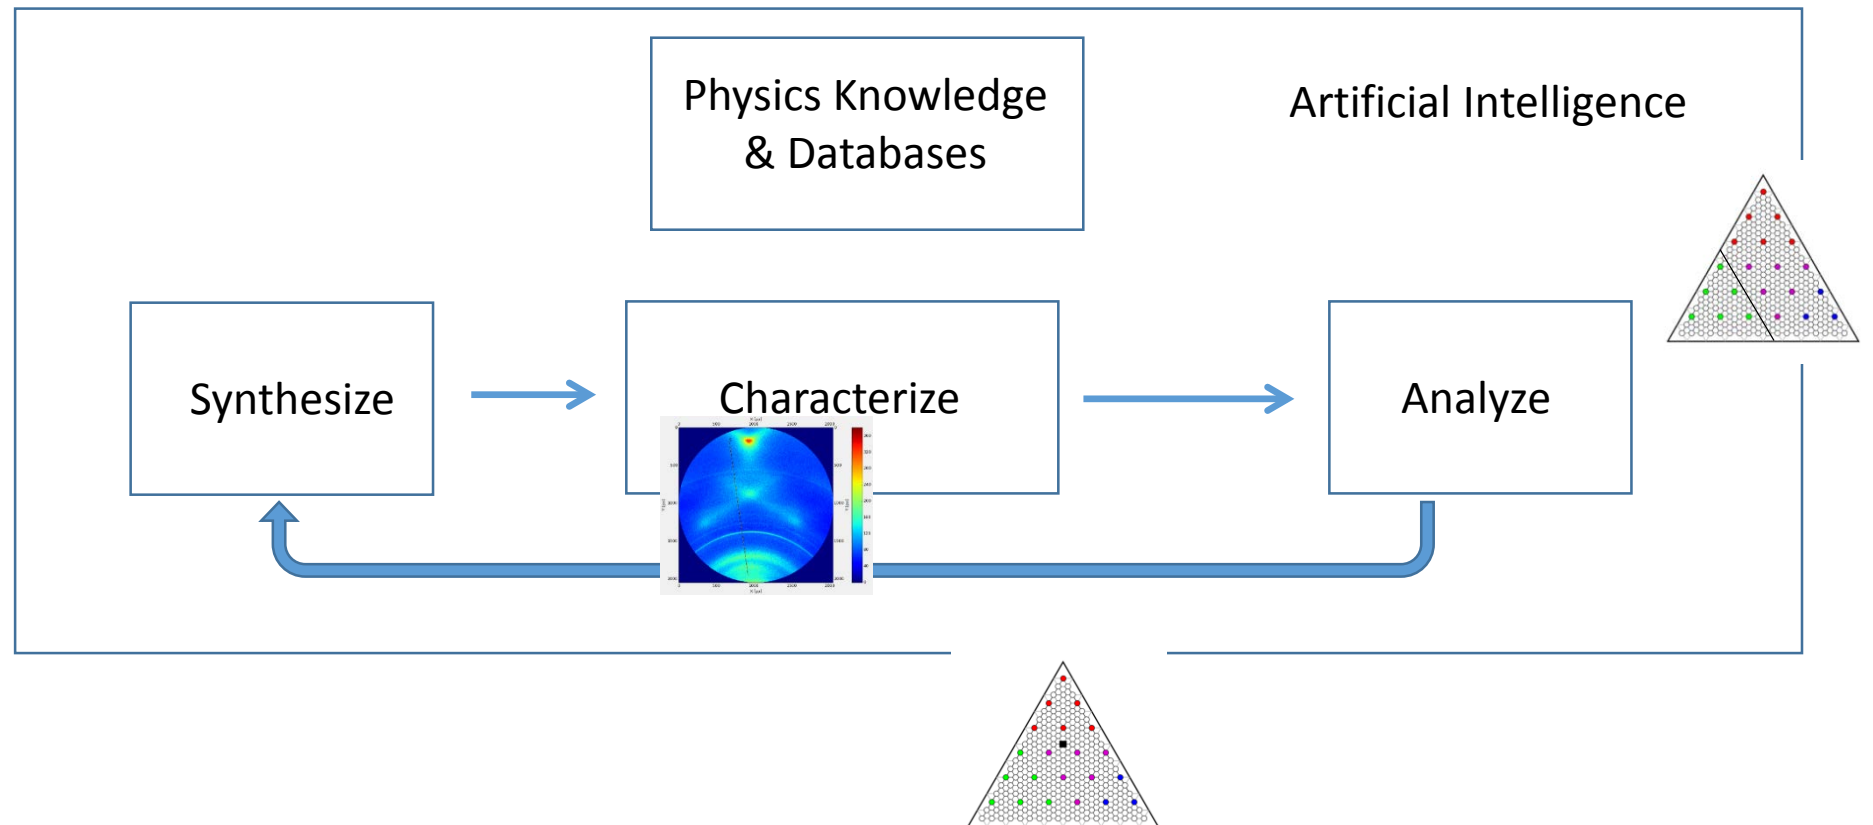 Physics Knowledge
& Databases
Artificial Intelligence
Synthesize
Characterize
Analyze